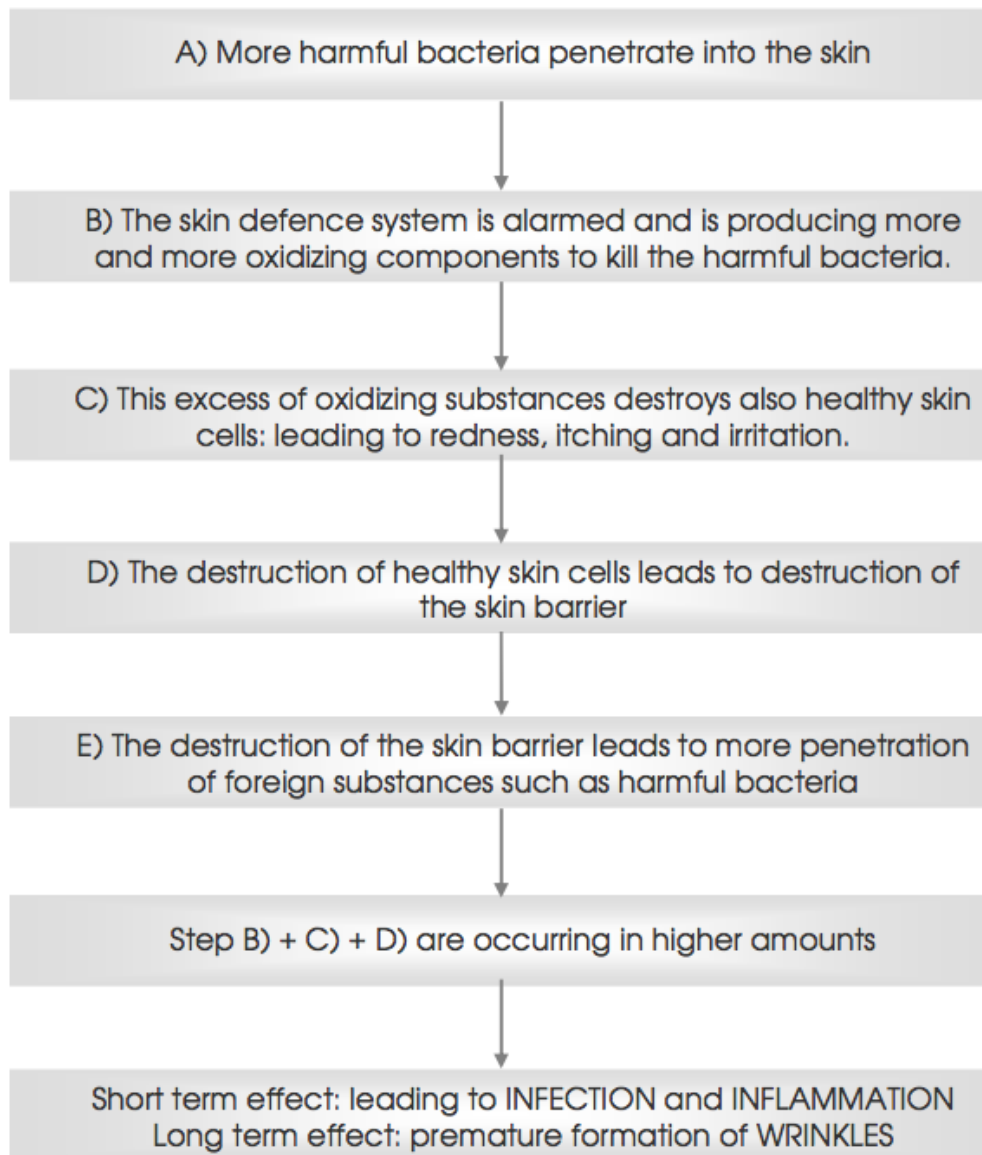 A) More harmful bacteria penetrate into the skin
B) The skin defence system is alarmed and is producing more
and more oxidizing components to kill the harmful bacteria.
C) This excess of oxidizing substances destroys also healthy skin
cells: leading to redness, itching and irritation.
D) The destruction of healthy skin cells leads to destruction of
the skin barrier
E) The destruction of the skin barrier leads to more penetration
of foreign substances such as harmful bacteria
Step B) + C) + D) are occurring in higher amounts
Short term effect: leading to INFECTION and INFLAMMATION
Long term effect: premature formation of WRINKLES